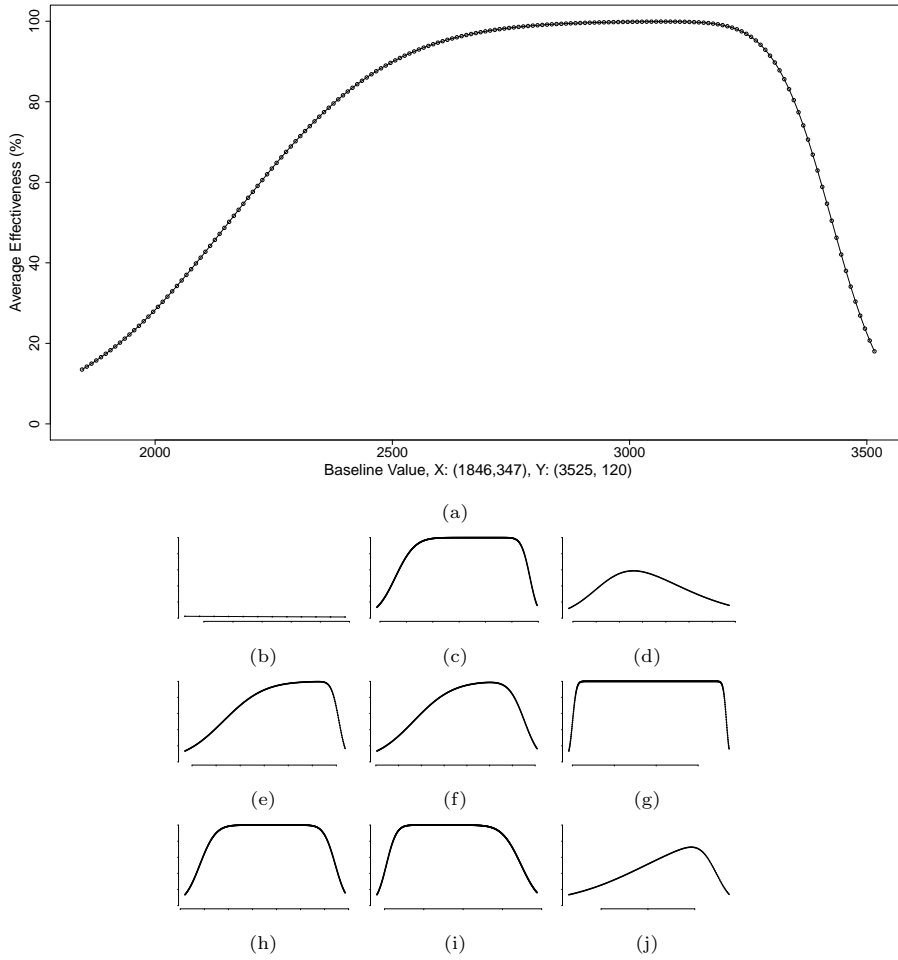 100
80
60
40
20
0
Average Effectiveness (%)
2000 2500 3000 3500
Baseline Value, X: (1846,347), Y: (3525, 120)
(a)
(b) (c) (d)
(e) (f) (g)
(h) (i) (j)